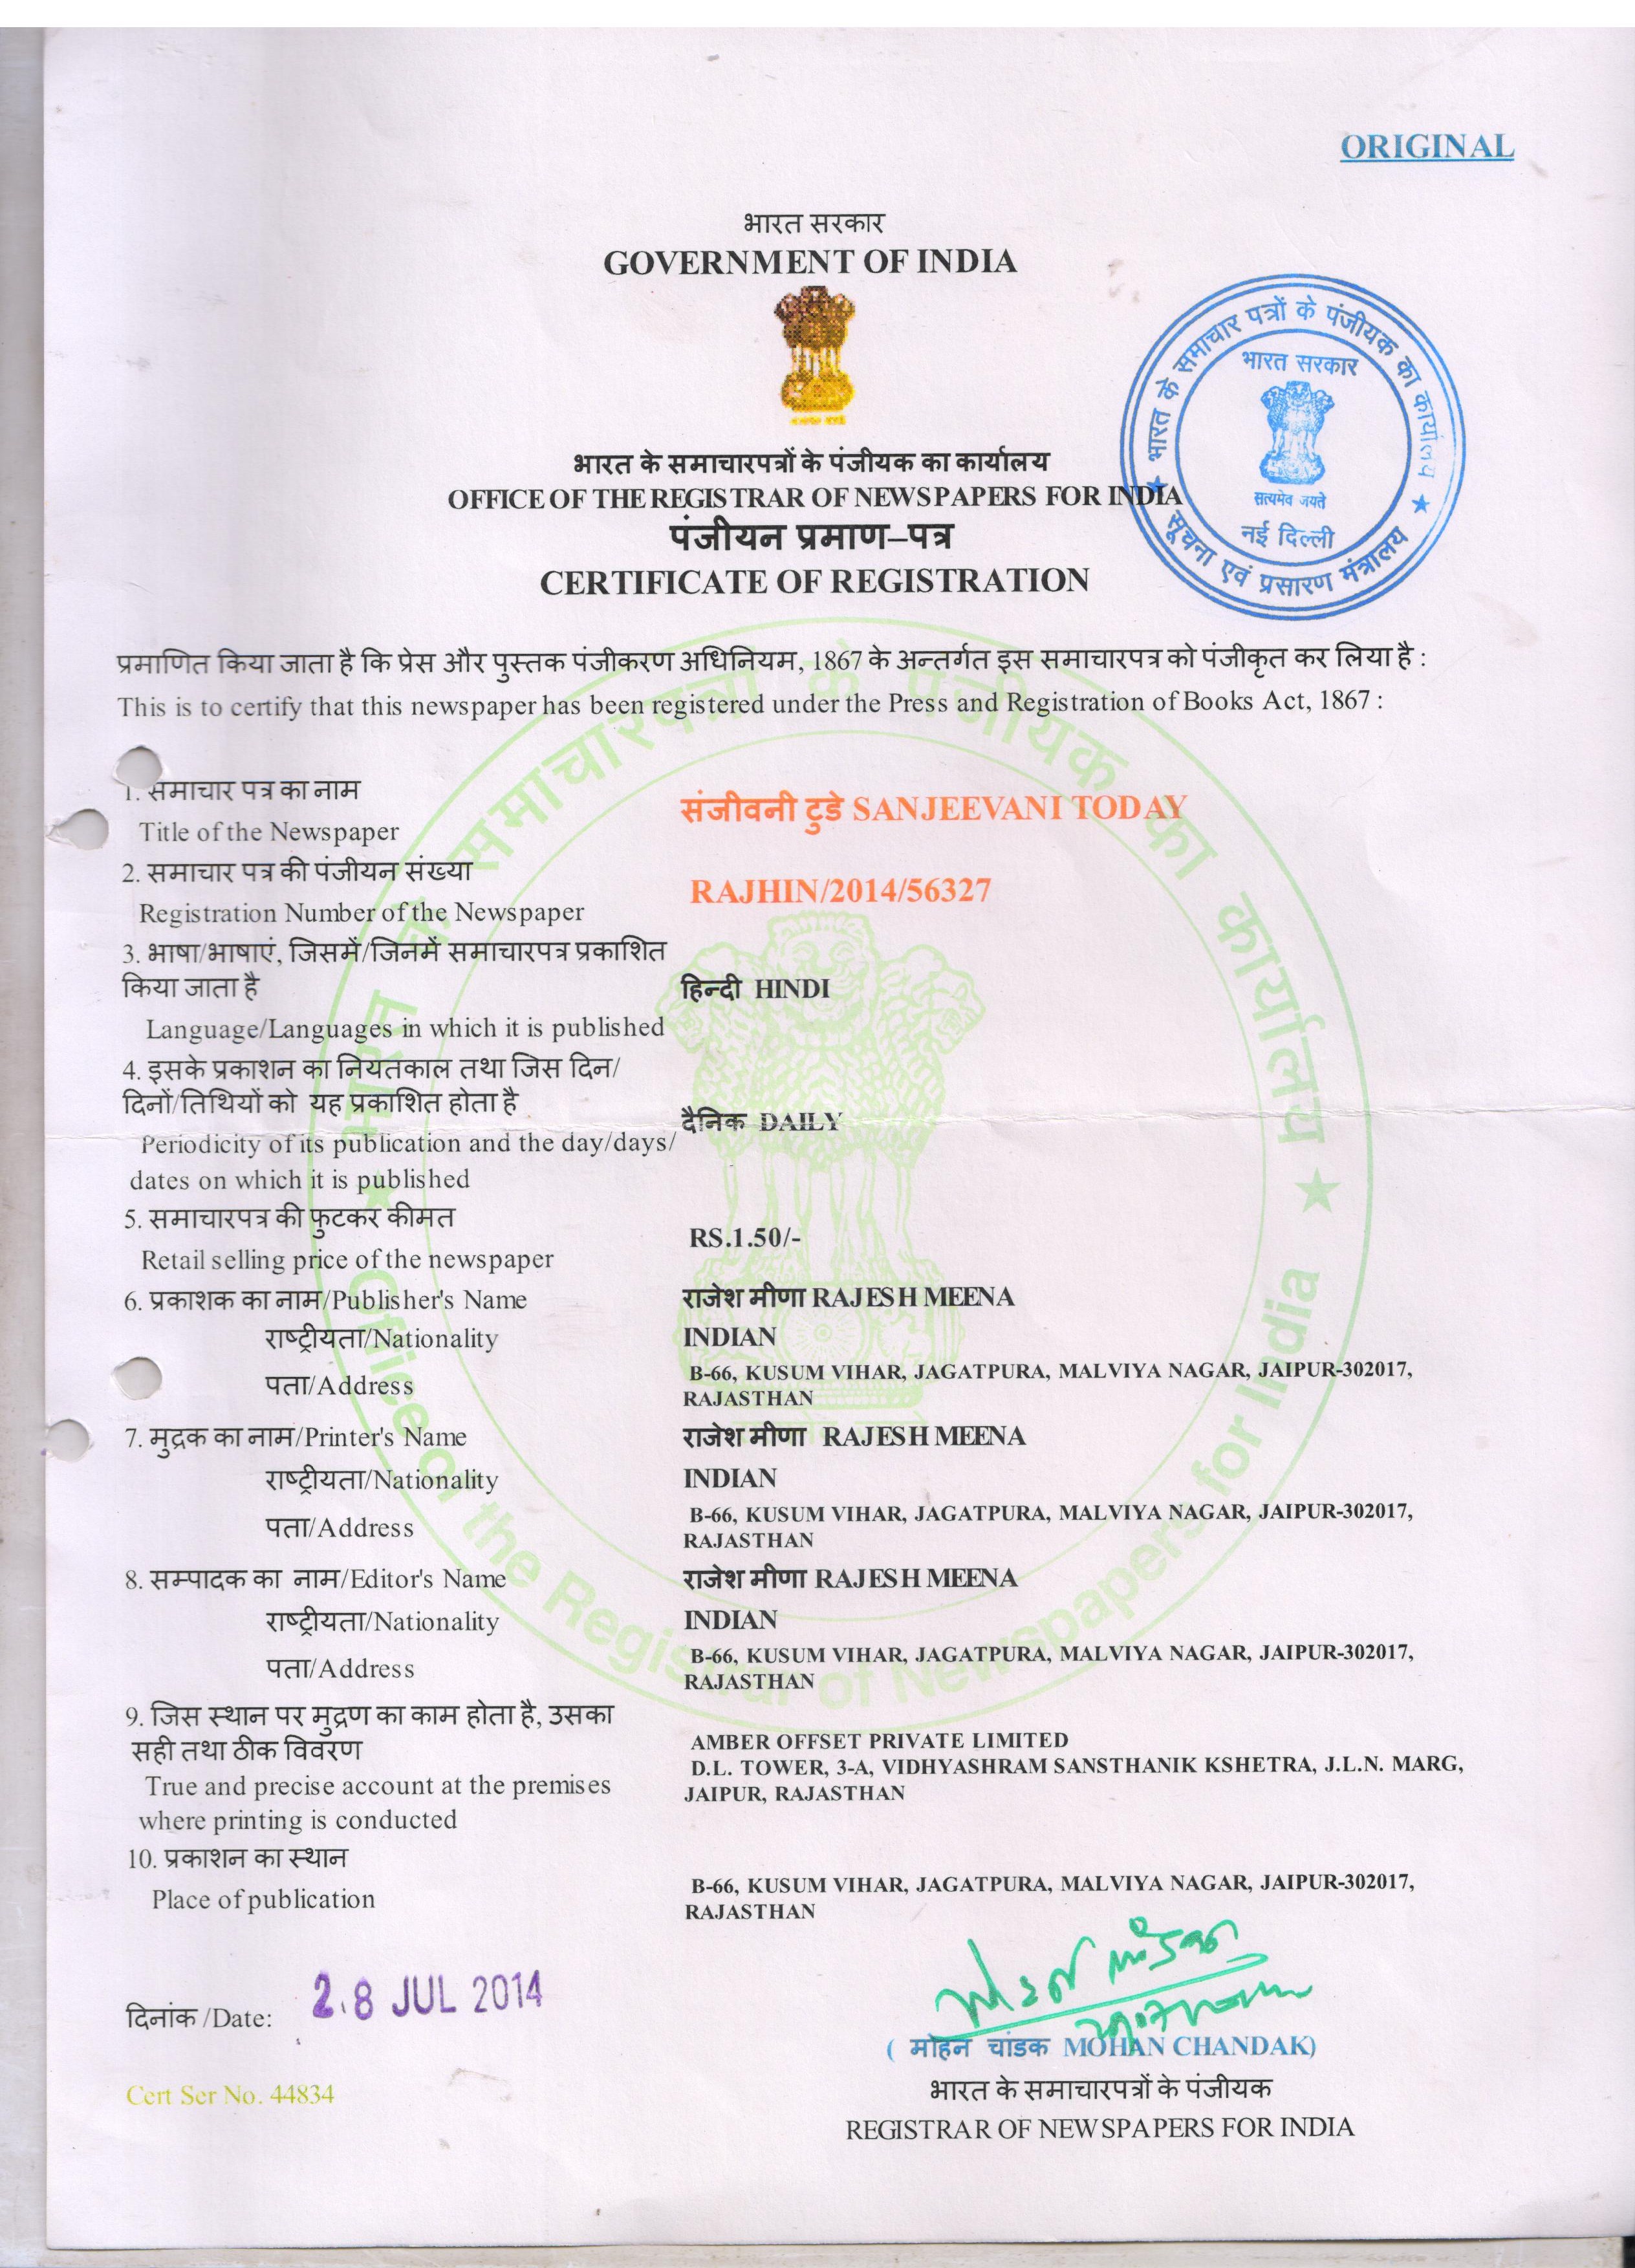 ORIGINAL
भारत सरकार
GOVERNMENT OF INDIA
भारत के समाचारपत्रों के पंजीयक का कार्यालय
OFFICE OF THE REGISTRAR OF NEWSPAPERS FOR INDIA
पंजीयन प्रमाण–पत्र
CERTIFICATE OF REGISTRATION
भारत के समाचार पत्रों के पंजीयक का कार्यालय
भारत सरकार
सत्यमेव जयते
नई दिल्ली
सूचना एवं प्रसारण मंत्रालय
प्रमाणित किया जाता है कि प्रेस और पुस्तक पंजीकरण अधिनियम, 1867 के अन्तर्गत इस समाचारपत्र को पंजीकृत कर लिया है :
This is to certify that this newspaper has been registered under the Press and Registration of Books Act, 1867 :
1. समाचार पत्र का नाम
Title of the Newspaper
संजीवनी टुडे SANJEEVANI TODAY
2. समाचार पत्र की पंजीयन संख्या
Registration Number of the Newspaper
RAJHIN/2014/56327
3. भाषा/भाषाएं, जिसमें/जिनमें समाचारपत्र प्रकाशित
किया जाता है
Language/Languages in which it is published
हिन्दी HINDI
4. इसके प्रकाशन का नियतकाल तथा जिस दिन/
दिनों/तिथियों को यह प्रकाशित होता है
Periodicity of its publication and the day/days/
dates on which it is published
दैनिक DAILY
5. समाचारपत्र की फुटकर कीमत
Retail selling price of the newspaper
RS.1.50/-
6. प्रकाशक का नाम/Publisher's Name राजेश मीणा RAJESH MEENA
राष्ट्रीयता/Nationality INDIAN
पता/Address B-66, KUSUM VIHAR, JAGATPURA, MALVIYA NAGAR, JAIPUR-302017,
RAJASTHAN
7. मुद्रक का नाम/Printer's Name राजेश मीणा RAJESH MEENA
राष्ट्रीयता/Nationality INDIAN
पता/Address B-66, KUSUM VIHAR, JAGATPURA, MALVIYA NAGAR, JAIPUR-302017,
RAJASTHAN
8. सम्पादक का नाम/Editor's Name राजेश मीणा RAJESH MEENA
राष्ट्रीयता/Nationality INDIAN
पता/Address B-66, KUSUM VIHAR, JAGATPURA, MALVIYA NAGAR, JAIPUR-302017,
RAJASTHAN
9. जिस स्थान पर मुद्रण का काम होता है, उसका
सही तथा ठीक विवरण
True and precise account at the premises
where printing is conducted
AMBER OFFSET PRIVATE LIMITED
D.L. TOWER, 3-A, VIDHYASHRAM SANSTHANIK KSHETRA, J.L.N. MARG,
JAIPUR, RAJASTHAN
10. प्रकाशन का स्थान
Place of publication
B-66, KUSUM VIHAR, JAGATPURA, MALVIYA NAGAR, JAIPUR-302017,
RAJASTHAN
दिनांक /Date: 28 JUL 2014
( मोहन चांडक MOHAN CHANDAK)
भारत के समाचारपत्रों के पंजीयक
REGISTRAR OF NEWSPAPERS FOR INDIA
Cert Ser No. 44834
भारत के समाचारपत्रों के पंजीयक का कार्यालय
Office of the Registrar of Newspapers for India